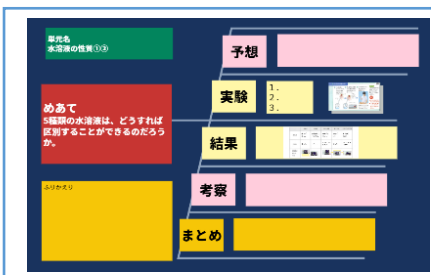 単元名
水溶液の性質①②
めあて
5種類の水溶液は、どうすれば
区別することができるのだろう
か。
ふりかえり
予想
実験
1.
2.
3.
結果
考察
まとめ